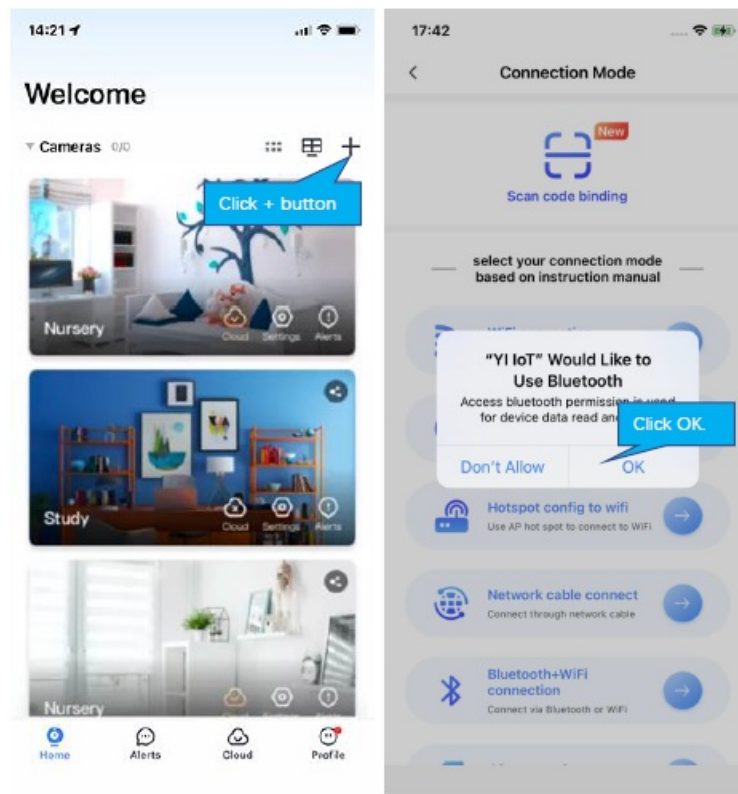 14:21
Welcome
Cameras 0/0
Click + button
Nursery
Cloud Settings Alerts
Study
Cloud Settings Alerts
Nursery
Home Alerts Cloud Profile
17:42
Connection Mode
New
Scan code binding
select your connection mode
based on instruction manual
"YI IoT" Would Like to
Use Bluetooth
Access bluetooth permission is used
for device data read and
Click OK.
Don't Allow OK
Hotspot config to wifi
Use AP hot spot to connect to WiFi
Network cable connect
Connect through network cable
Bluetooth+WiFi
connection
Connect via Bluetooth or WiFi